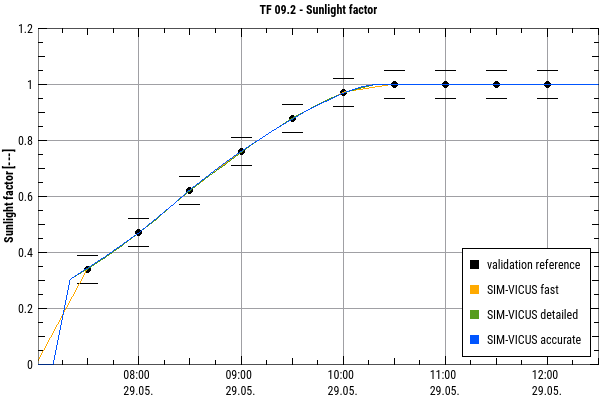 TF 09.2 - Sunlight factor
Sunlight factor [---]
1.2
1
0.8
0.6
0.4
0.2
0
validation reference
SIM-VICUS fast
SIM-VICUS detailed
SIM-VICUS accurate
08:00 09:00 10:00 11:00 12:00
29.05. 29.05. 29.05. 29.05. 29.05.